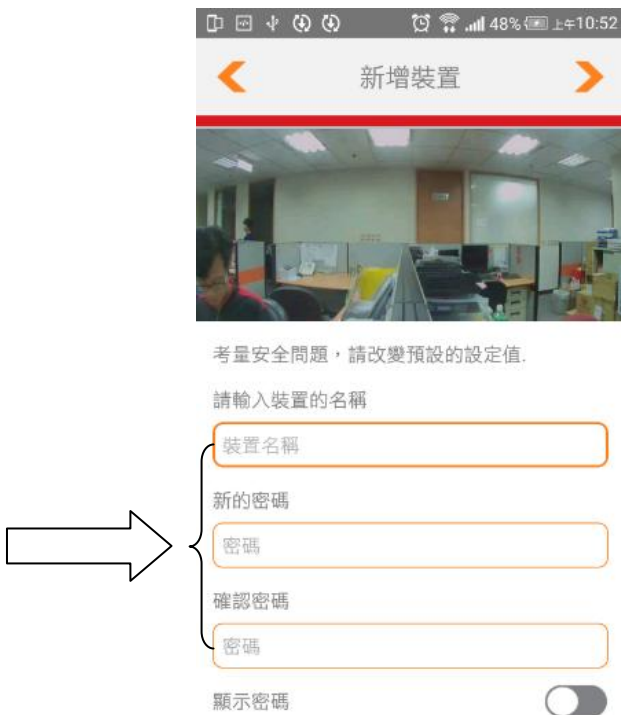 48% 上午10:52
新增裝置
考量安全問題，請改變預設的設定值.
請輸入裝置的名稱
裝置名稱
新的密碼
密碼
確認密碼
密碼
顯示密碼